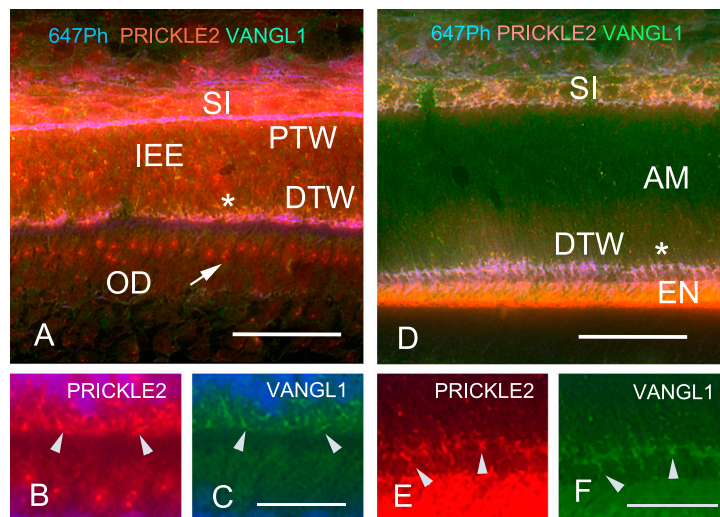 647Ph PRICKLE2 VANGL1
SI
PTW
IEE
DTW
*
OD
A
647Ph PRICKLE2 VANGL1
SI
AM
DTW
*
EN
D
PRICKLE2
B
VANGL1
C
PRICKLE2
E
VANGL1
F